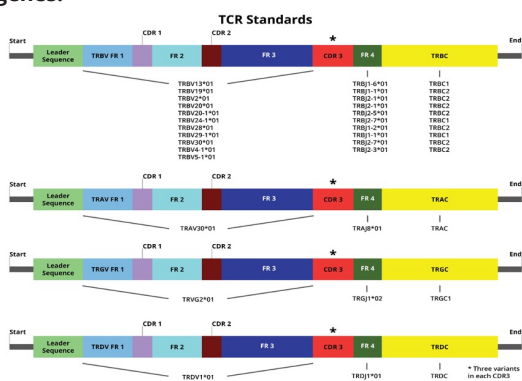 gences.
TCR Standards
CDR 1 CDR 2 *
Start End
Leader Sequence TRBV FR 1 FR 2 FR 3 CDR 3 FR 4 TRBC
TRBV13*01 TRBJ1-6*01 TRBC1
TRBV19*01 TRBJ1-1*01 TRBC2
TRBV2*01 TRBJ2-1*01 TRBC2
TRBV20*01 TRBJ2-1*01 TRBC2
TRBV20-1*01 TRBJ2-5*01 TRBC2
TRBV24-1*01 TRBJ2-7*01 TRBC1
TRBV28*01 TRBJ1-2*01 TRBC1
TRBV29-1*01 TRBJ1-1*01 TRBC2
TRBV30*01 TRBJ2-7*01 TRBC2
TRBV4-1*01 TRBJ2-3*01 TRBC2
TRBV5-1*01
CDR 1 CDR 2 *
Start End
Leader Sequence TRAV FR 1 FR 2 FR 3 CDR 3 FR 4 TRAC
TRAV30*01 TRAJ8*01 TRAC
CDR 1 CDR 2 *
Start End
Leader Sequence TRGV FR 1 FR 2 FR 3 CDR 3 FR 4 TRGC
TRVG2*01 TRGJ1*02 TRGC1
CDR 1 CDR 2 *
Start End
Leader Sequence TRDV FR 1 FR 2 FR 3 CDR 3 FR 4 TRDC
TRDV1*01 TRDJ1*01 TRDC
* Three variants
in each CDR3